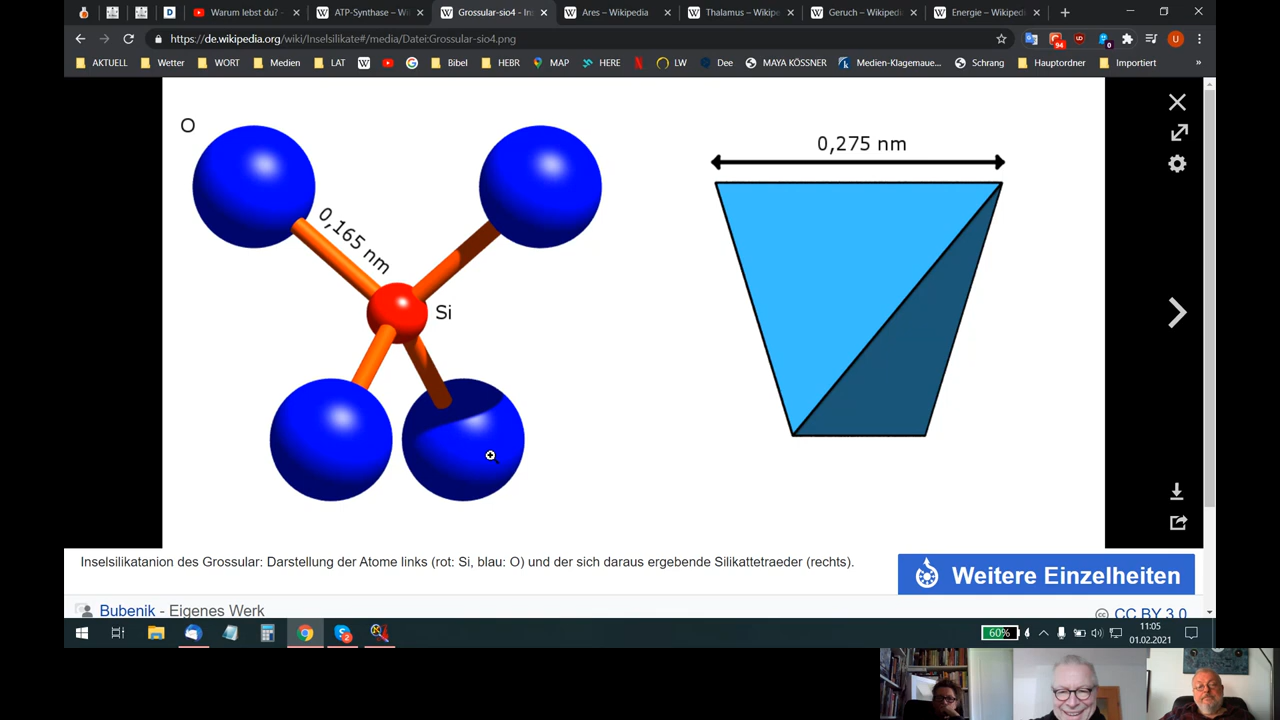 Warum lebst du? -
ATP-Synthase – Wi
Grossular-sio4 - In
Ares – Wikipedia
Thalamus – Wikipe
Geruch – Wikipedi
Energie – Wikipedi
https://de.wikipedia.org/wiki/Inselsilikate#/media/Datei:Grossular-sio4.png
94
0
U
AKTUELL
Wetter
WORT
Medien
LAT
Bibel
HEBR
MAP
HERE
LW
Dee
MAYA KÖSSNER
Medien-Klagemaue...
Schrang
Hauptordner
Importiert
»
O
0,165 nm
Si
0,275 nm
Inselsilikatanion des Grossular: Darstellung der Atome links (rot: Si, blau: O) und der sich daraus ergebende Silikattetraeder (rechts).
Weitere Einzelheiten
Bubenik - Eigenes Werk
CC BY 3.0
60%
11:05
01.02.2021